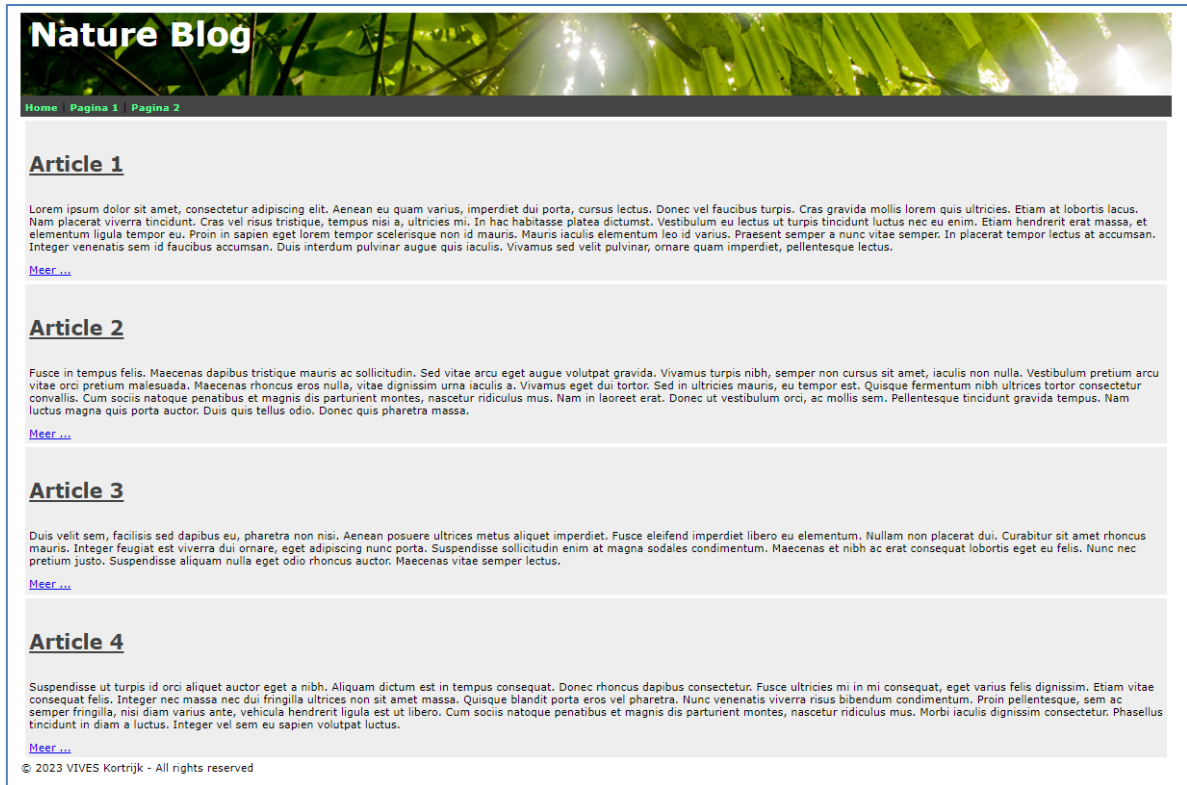 Nature Blog
Home | Pagina 1 | Pagina 2
Article 1
Lorem ipsum dolor sit amet, consectetur adipiscing elit. Aenean eu quam varius, imperdiet dui porta, cursus lectus. Donec vel faucibus turpis. Cras gravida mollis lorem quis ultricies. Etiam at lobortis lacus.
Nam placerat viverra tincidunt. Cras vel risus tristique, tempus nisi a, ultricies mi. In hac habitasse platea dictumst. Vestibulum eu lectus ut turpis tincidunt luctus nec eu enim. Etiam hendrerit erat massa, et
elementum ligula tempor eu. Proin in sapien eget lorem tempor scelerisque non id mauris. Mauris iaculis elementum leo id varius. Praesent semper a nunc vitae semper. In placerat tempor lectus at accumsan.
Integer venenatis sem id faucibus accumsan. Duis interdum pulvinar augue quis iaculis. Vivamus sed velit pulvinar, ornare quam imperdiet, pellentesque lectus.
Meer ...
Article 2
Fusce in tempus felis. Maecenas dapibus tristique mauris ac sollicitudin. Sed vitae arcu eget augue volutpat gravida. Vivamus turpis nibh, semper non cursus sit amet, iaculis non nulla. Vestibulum pretium arcu
vitae orci pretium malesuada. Maecenas rhoncus eros nulla, vitae dignissim urna iaculis a. Vivamus eget dui tortor. Sed in ultricies mauris, eu tempor est. Quisque fermentum nibh ultrices tortor consectetur
convallis. Cum sociis natoque penatibus et magnis dis parturient montes, nascetur ridiculus mus. Nam in laoreet erat. Donec ut vestibulum orci, ac mollis sem. Pellentesque tincidunt gravida tempus. Nam
luctus magna quis porta auctor. Duis quis tellus odio. Donec quis pharetra massa.
Meer ...
Article 3
Duis velit sem, facilisis sed dapibus eu, pharetra non nisi. Aenean posuere ultrices metus aliquet imperdiet. Fusce eleifend imperdiet libero eu elementum. Nullam non placerat dui. Curabitur sit amet rhoncus
mauris. Integer feugiat est viverra dui ornare, eget adipiscing nunc porta. Suspendisse sollicitudin enim at magna sodales condimentum. Maecenas et nibh ac erat consequat lobortis eget eu felis. Nunc nec
pretium justo. Suspendisse aliquam nulla eget odio rhoncus auctor. Maecenas vitae semper lectus.
Meer ...
Article 4
Suspendisse ut turpis id orci aliquet auctor eget a nibh. Aliquam dictum est in tempus consequat. Donec rhoncus dapibus consectetur. Fusce ultricies mi in mi consequat, eget varius felis dignissim. Etiam vitae
consequat felis. Integer nec massa nec dui fringilla ultrices non sit amet massa. Quisque blandit porta eros vel pharetra. Nunc venenatis viverra risus bibendum condimentum. Proin pellentesque, sem ac
semper fringilla, nisi diam varius ante, vehicula hendrerit ligula est ut libero. Cum sociis natoque penatibus et magnis dis parturient montes, nascetur ridiculus mus. Morbi iaculis dignissim consectetur. Phasellus
tincidunt in diam a luctus. Integer vel sem eu sapien volutpat luctus.
Meer ...
© 2023 VIVES Kortrijk - All rights reserved